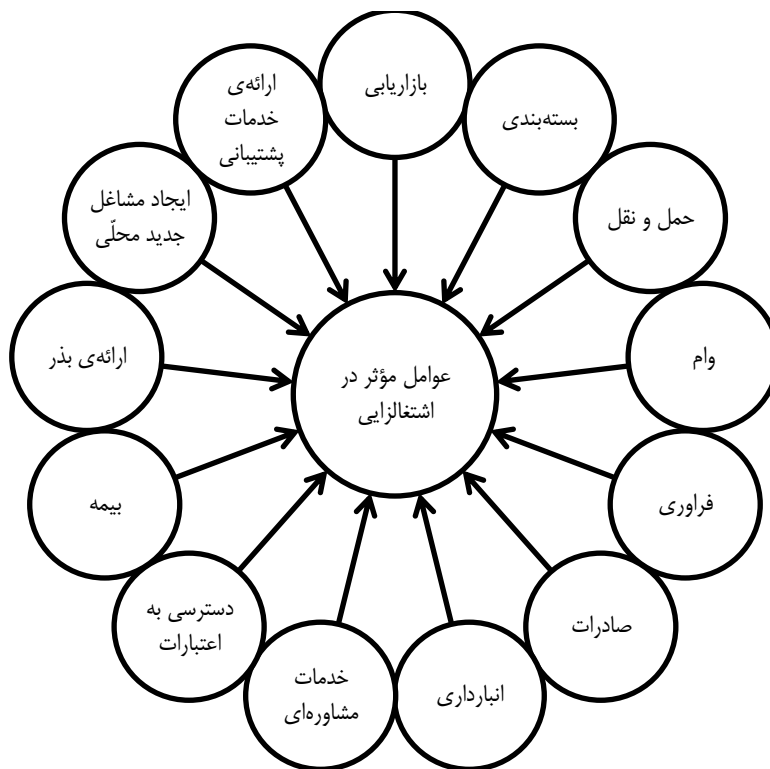 بازاریابی
بسته‌بندی
حمل و نقل
وام
فراوری
صادرات
انبارداری
خدمات
مشاوره‌ای
دسترسی به
اعتبارات
بیمه
ارائه‌ی بذر
ایجاد مشاغل
جدید محلّی
ارائه‌ی
خدمات
پشتیبانی
عوامل مؤثر در
اشتغالزایی